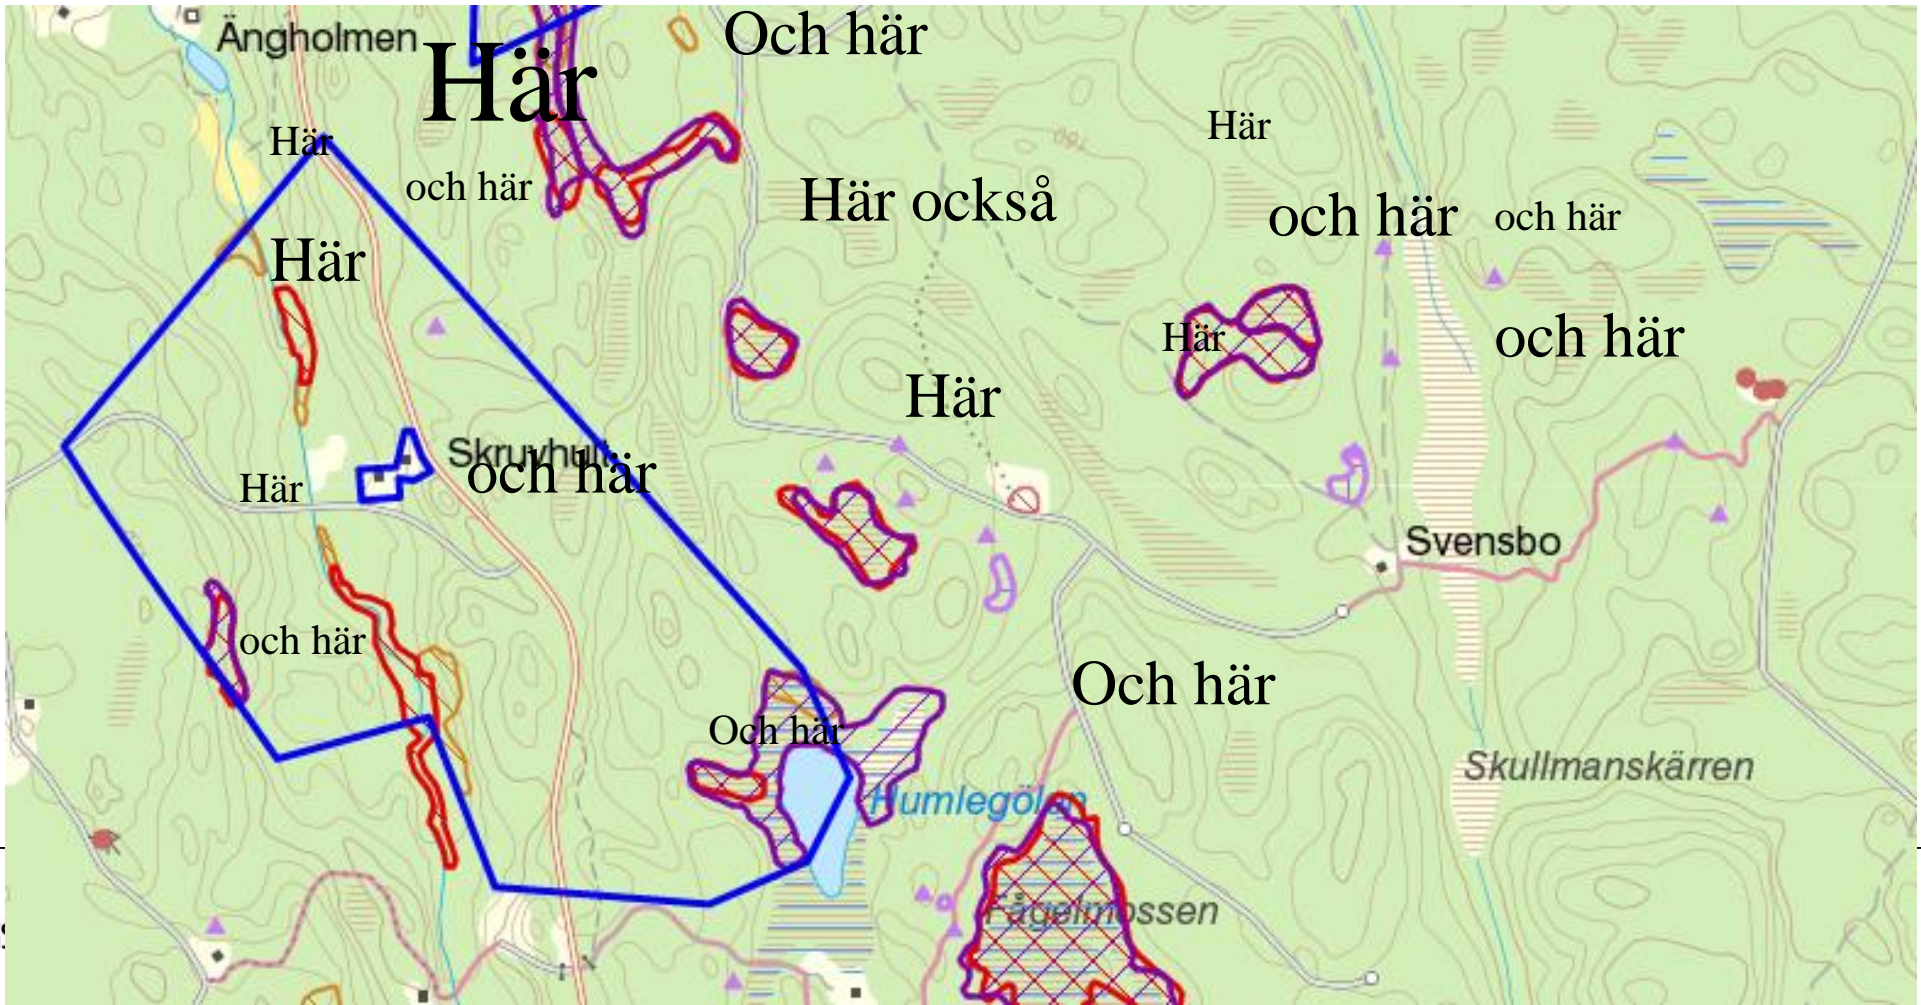 Ängholmen
Och här
Här
Här
Här
och här
Här också
och här
och här
Här
Här
och här
Här
Skruvhult
och här
Här
Svensbo
och här
Och här
Och här
Skullmanskärren
Humlegölen
Fågelmossen